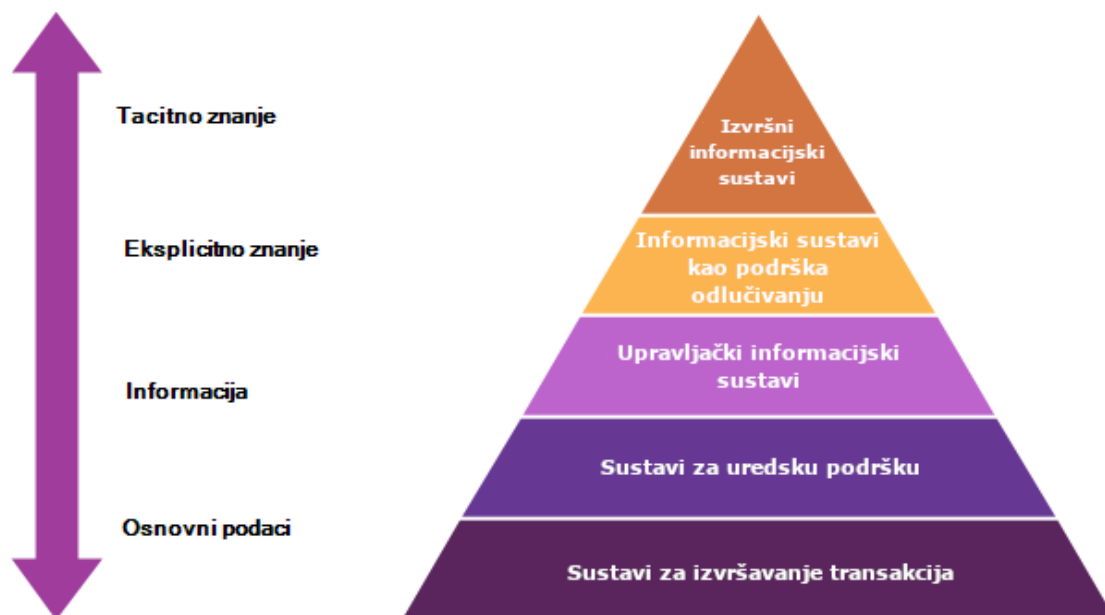 Tacitno znanje
Eksplicitno znanje
Informacija
Osnovni podaci
Izvršni
informacijski
sustavi
Informacijski sustavi
kao podrška
odlučivanju
Upravljački informacijski
sustavi
Sustavi za uredsku podršku
Sustavi za izvršavanje transakcija